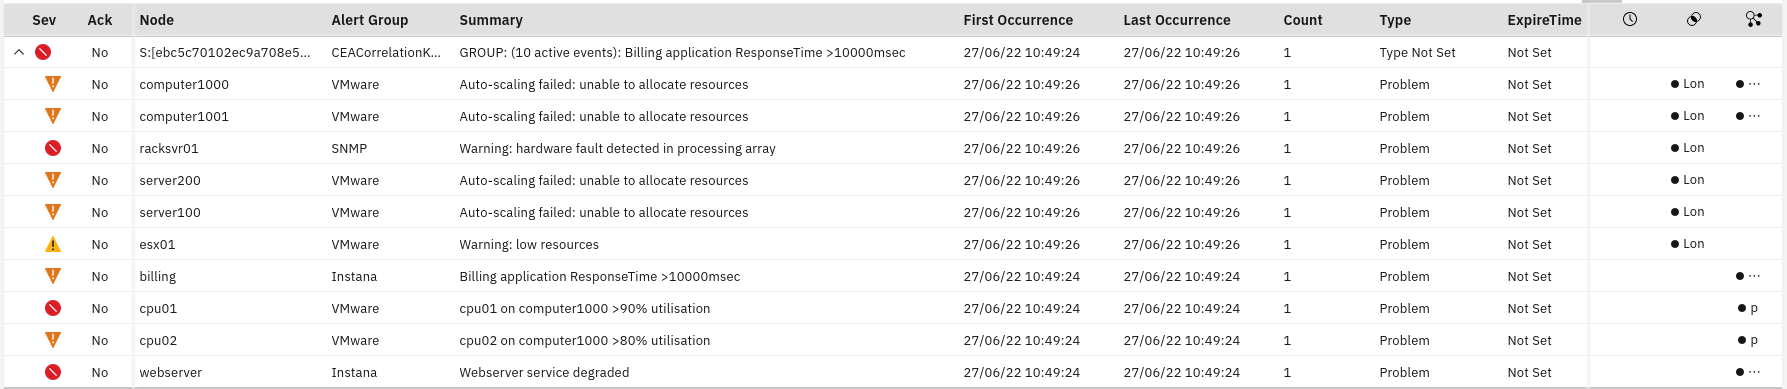 Sev Ack Node Alert Group Summary First Occurrence Last Occurrence Count Type ExpireTime
No S:[ebc5c70102ec9a708e5... CEACorrelationK... GROUP: (10 active events): Billing application ResponseTime >10000msec 27/06/22 10:49:24 27/06/22 10:49:26 1 Type Not Set Not Set
No computer1000 VMware Auto-scaling failed: unable to allocate resources 27/06/22 10:49:26 27/06/22 10:49:26 1 Problem Not Set Lon ...
No computer1001 VMware Auto-scaling failed: unable to allocate resources 27/06/22 10:49:26 27/06/22 10:49:26 1 Problem Not Set Lon ...
No racksvr01 SNMP Warning: hardware fault detected in processing array 27/06/22 10:49:26 27/06/22 10:49:26 1 Problem Not Set Lon
No server200 VMware Auto-scaling failed: unable to allocate resources 27/06/22 10:49:26 27/06/22 10:49:26 1 Problem Not Set Lon
No server100 VMware Auto-scaling failed: unable to allocate resources 27/06/22 10:49:26 27/06/22 10:49:26 1 Problem Not Set Lon
No esx01 VMware Warning: low resources 27/06/22 10:49:26 27/06/22 10:49:26 1 Problem Not Set Lon
No billing Instana Billing application ResponseTime >10000msec 27/06/22 10:49:24 27/06/22 10:49:24 1 Problem Not Set ...
No cpu01 VMware cpu01 on computer1000 >90% utilisation 27/06/22 10:49:24 27/06/22 10:49:24 1 Problem Not Set p
No cpu02 VMware cpu02 on computer1000 >80% utilisation 27/06/22 10:49:24 27/06/22 10:49:24 1 Problem Not Set p
No webserver Instana Webserver service degraded 27/06/22 10:49:24 27/06/22 10:49:24 1 Problem Not Set ...